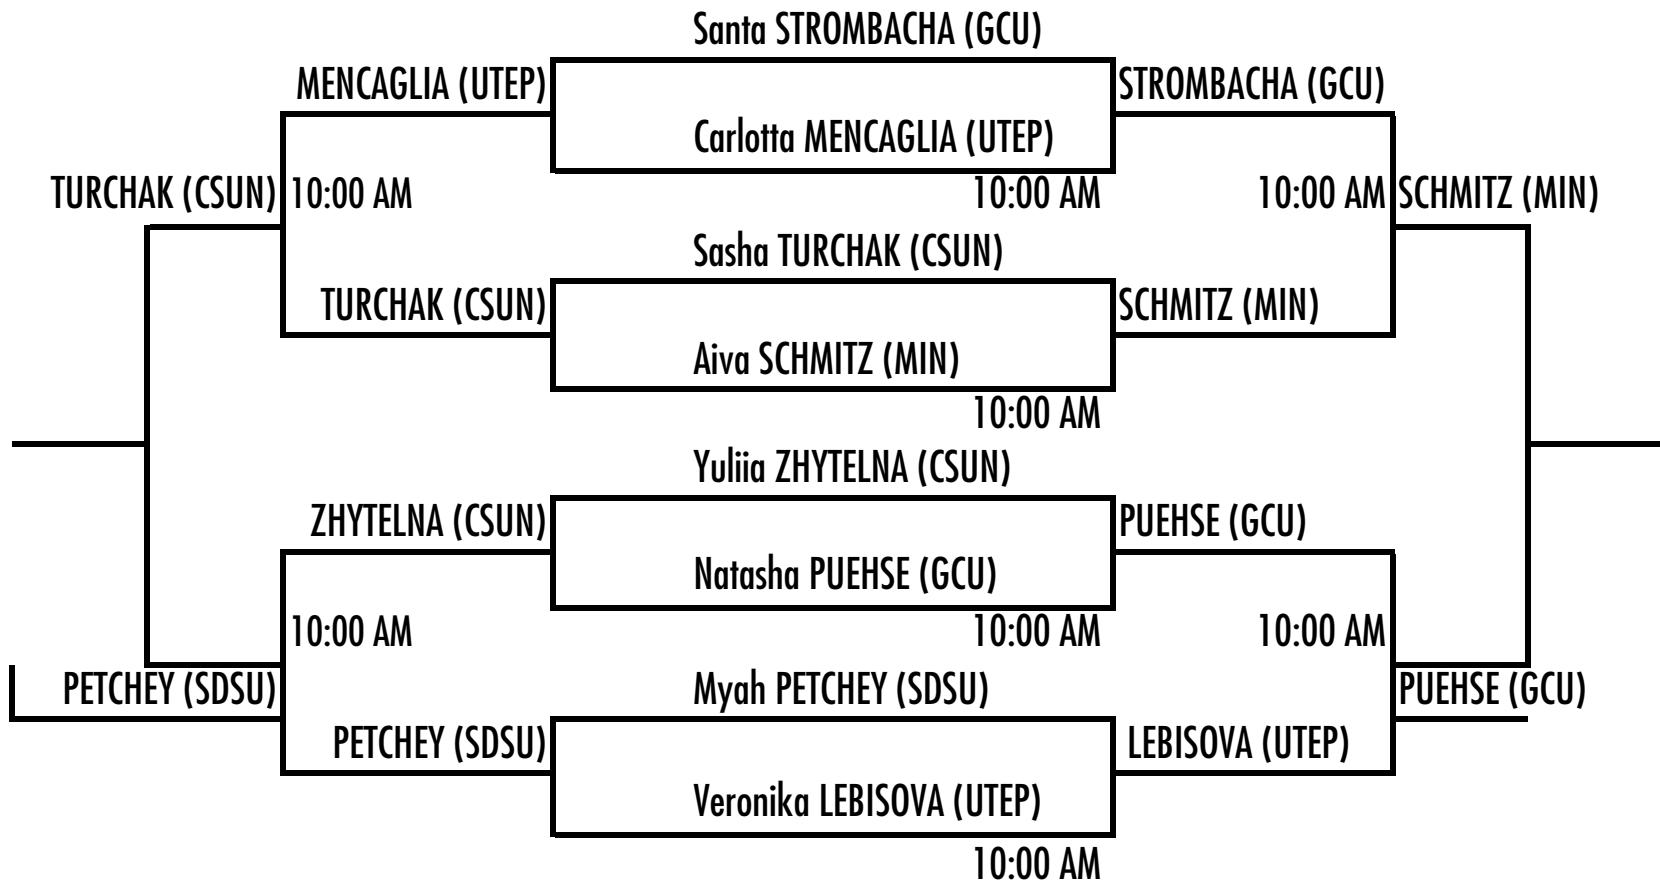 Santa STROMBACHA (GCU)
MENCAGLIA (UTEP)
STROMBACHA (GCU)
Carlotta MENCAGLIA (UTEP)
TURCHAK (CSUN)
10:00 AM
10:00 AM
10:00 AM
SCHMITZ (MIN)
Sasha TURCHAK (CSUN)
TURCHAK (CSUN)
SCHMITZ (MIN)
Aiva SCHMITZ (MIN)
10:00 AM
Yuliia ZHYTELNA (CSUN)
ZHYTELNA (CSUN)
PUEHSE (GCU)
Natasha PUEHSE (GCU)
10:00 AM
10:00 AM
10:00 AM
PETCHEY (SDSU)
Myah PETCHEY (SDSU)
PUEHSE (GCU)
PETCHEY (SDSU)
LEBISOVA (UTEP)
Veronika LEBISOVA (UTEP)
10:00 AM